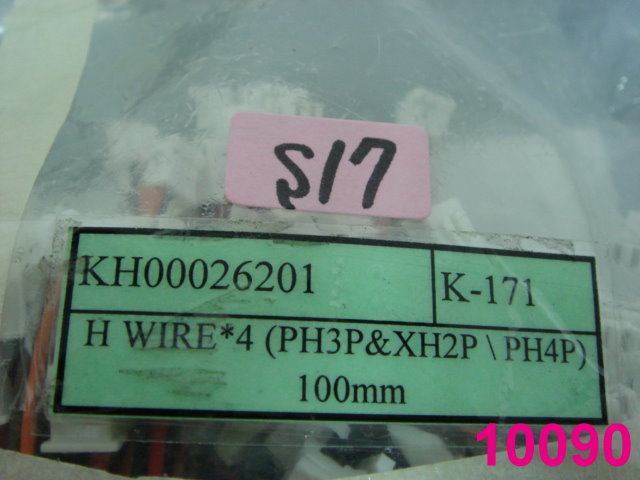 S17
KH00026201 K-171
H WIRE*4 (PH3P&XH2P \ PH4P)
100mm
10090